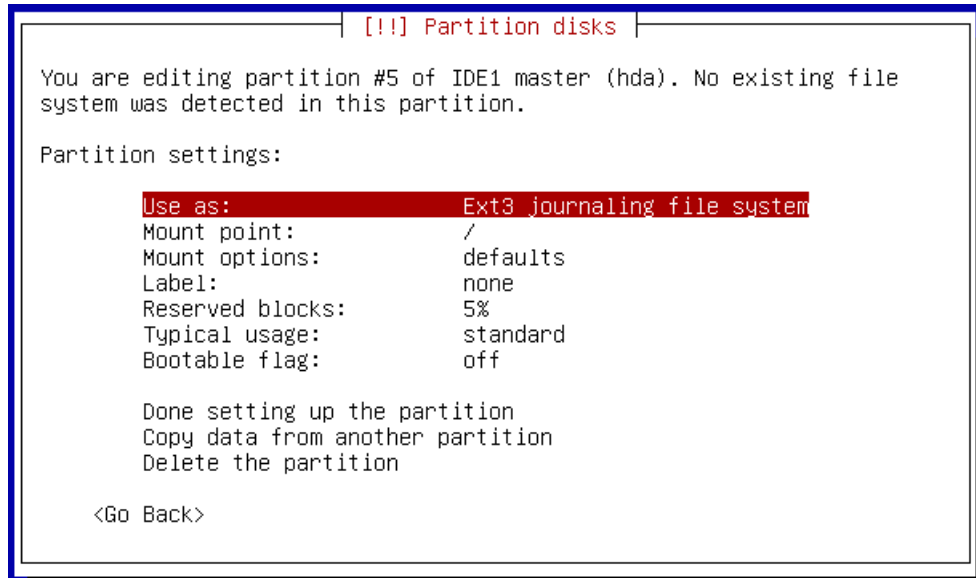 [!!] Partition disks
You are editing partition #5 of IDE1 master (hda). No existing file
system was detected in this partition.
Partition settings:
Use as: Ext3 journaling file system
Mount point: /
Mount options: defaults
Label: none
Reserved blocks: 5%
Typical usage: standard
Bootable flag: off
Done setting up the partition
Copy data from another partition
Delete the partition
<Go Back>